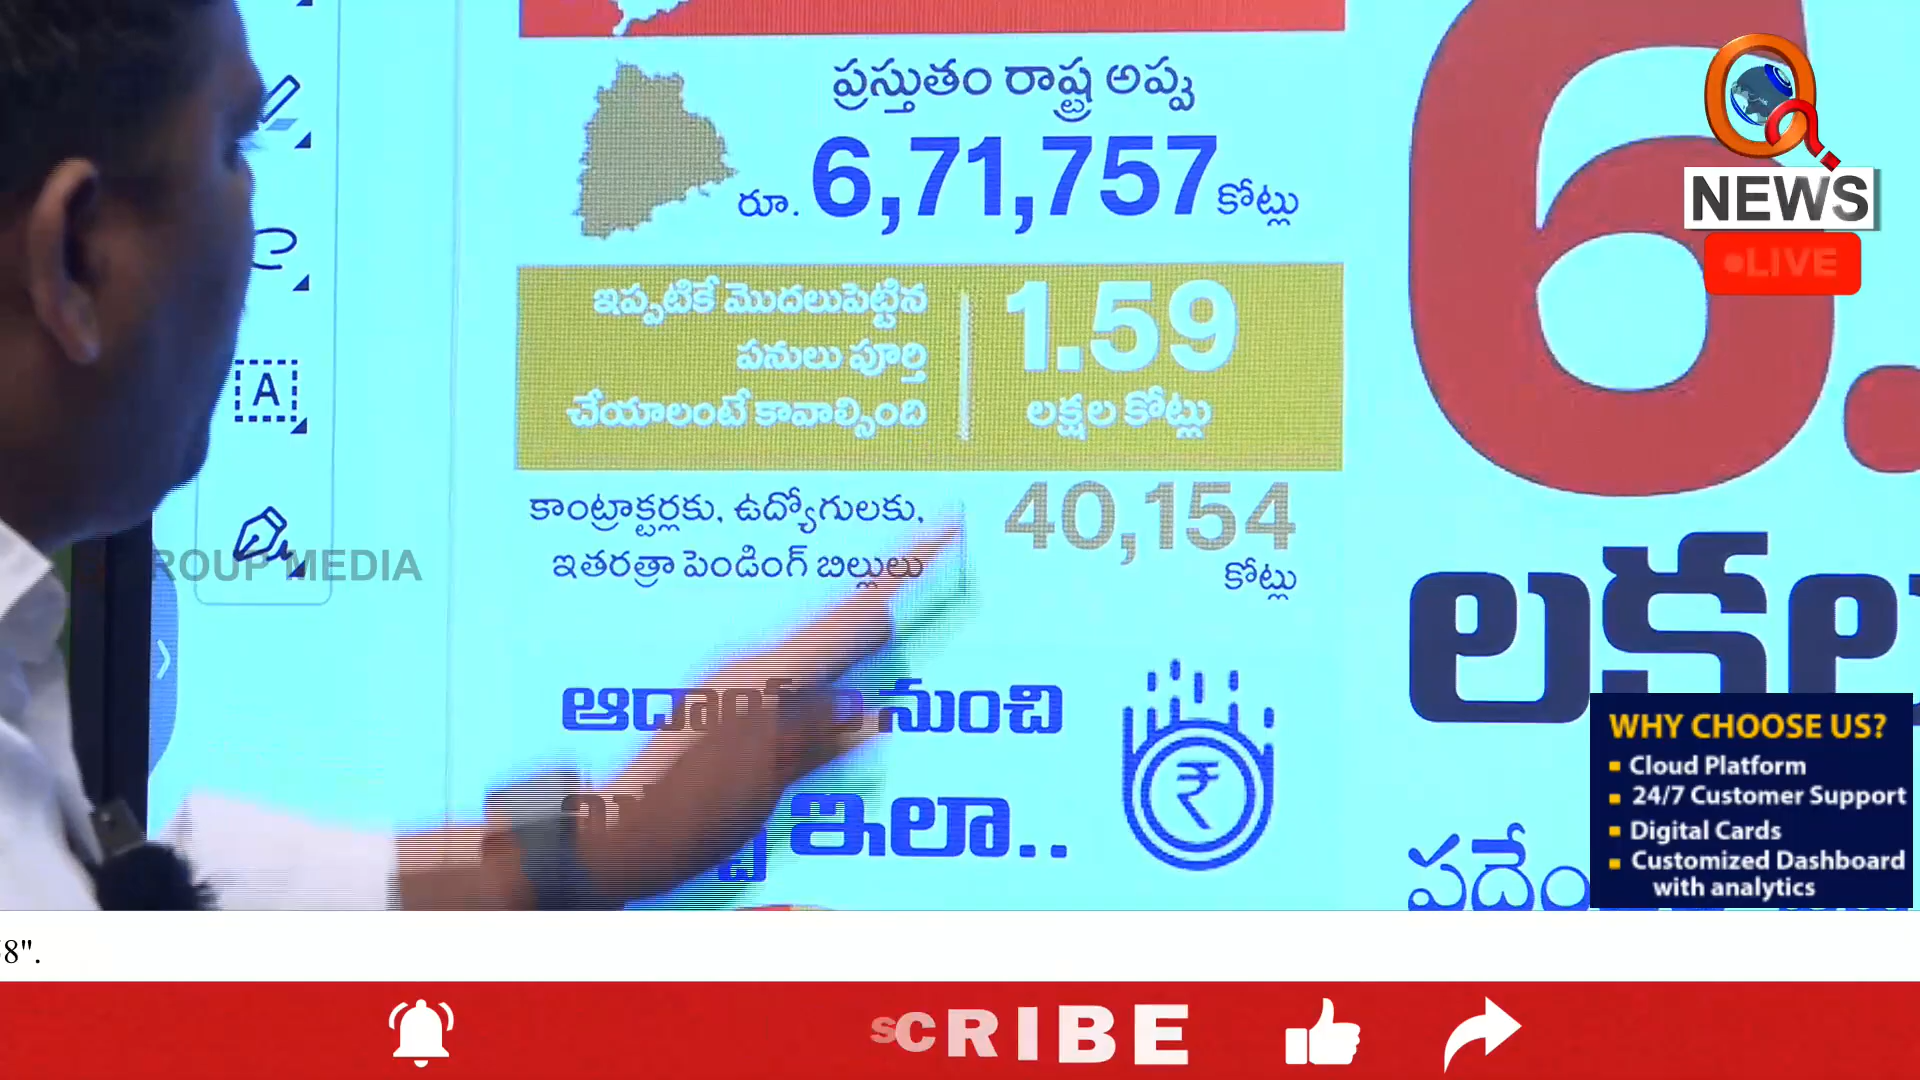 ప్రస్తుతం రాష్ట్ర అప్పు
రూ. 6,71,757 కోట్లు
ఇప్పటికే మొదలుపెట్టిన
పనులు పూర్తి
చేయాలంటే కావాల్సింది
1.59
లక్షల కోట్లు
కాంట్రాక్టర్లకు, ఉద్యోగులకు,
ఇతరత్రా పెండింగ్ బిల్లులు
40,154
కోట్లు
నుంచి
ఇలా..
₹
6.
A
ROUP MEDIA
Q
NEWS
LIVE
WHY CHOOSE US?
Cloud Platform
24/7 Customer Support
Digital Cards
Customized Dashboard
with analytics
8".
SCRIBE